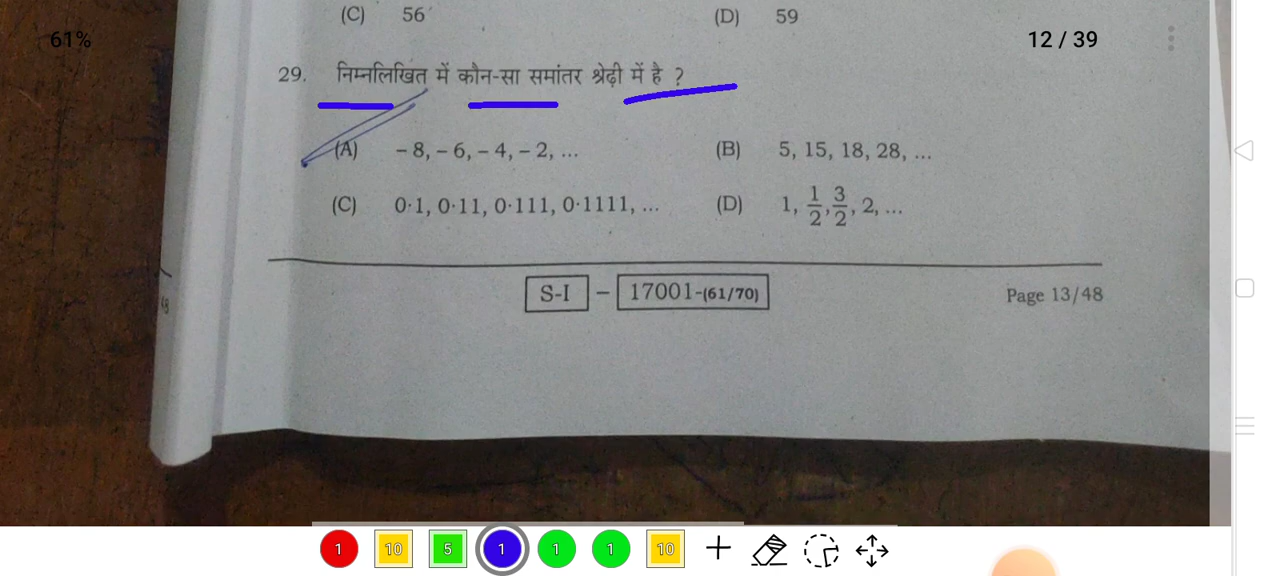 (C) 56 (D) 59
61% 12 / 39
29. निम्नलिखित में कौन-सा समांतर श्रेढ़ी में है ?
(A) – 8, – 6, – 4, – 2, ... (B) 5, 15, 18, 28, ...
(C) 0·1, 0·11, 0·111, 0·1111, ... (D) 1, 1/2, 3/2, 2, ...
S-I – 17001-(61/70) Page 13/48
1 10 5 1 1 1 10